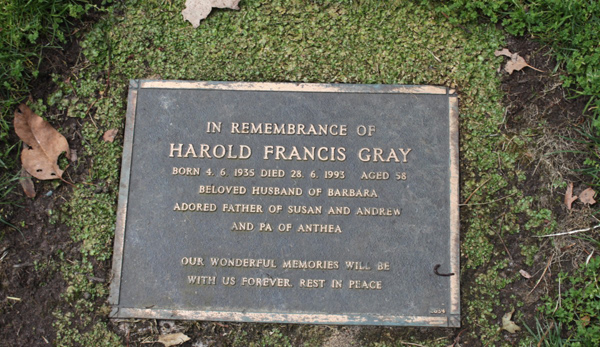 IN REMEMBRANCE OF
HAROLD FRANCIS GRAY
BORN 4. 6. 1935 DIED 28. 6. 1993 AGED 58
BELOVED HUSBAND OF BARBARA
ADORED FATHER OF SUSAN AND ANDREW
AND PA OF ANTHEA
OUR WONDERFUL MEMORIES WILL BE
WITH US FOREVER. REST IN PEACE